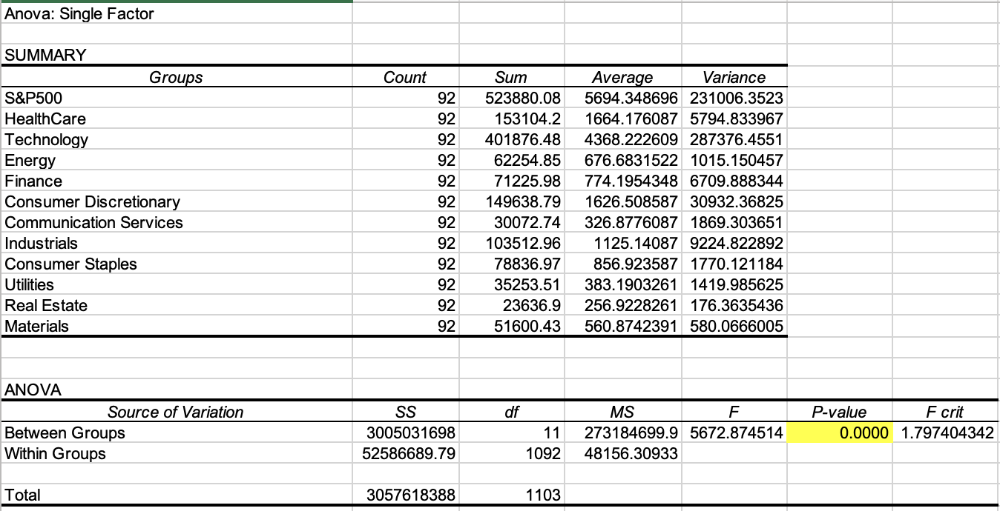 Anova: Single Factor
SUMMARY
Groups Count Sum Average Variance
S&P500 92 523880.08 5694.348696 231006.3523
HealthCare 92 153104.2 1664.176087 5794.833967
Technology 92 401876.48 4368.222609 287376.4551
Energy 92 62254.85 676.6831522 1015.150457
Finance 92 71225.98 774.1954348 6709.888344
Consumer Discretionary 92 149638.79 1626.508587 30932.36825
Communication Services 92 30072.74 326.8776087 1869.303651
Industrials 92 103512.96 1125.14087 9224.822892
Consumer Staples 92 78836.97 856.923587 1770.121184
Utilities 92 35253.51 383.1903261 1419.985625
Real Estate 92 23636.9 256.9228261 176.3635436
Materials 92 51600.43 560.8742391 580.0666005
ANOVA
Source of Variation SS df MS F P-value F crit
Between Groups 3005031698 11 273184699.9 5672.874514 0.0000 1.797404342
Within Groups 52586689.79 1092 48156.30933
Total 3057618388 1103